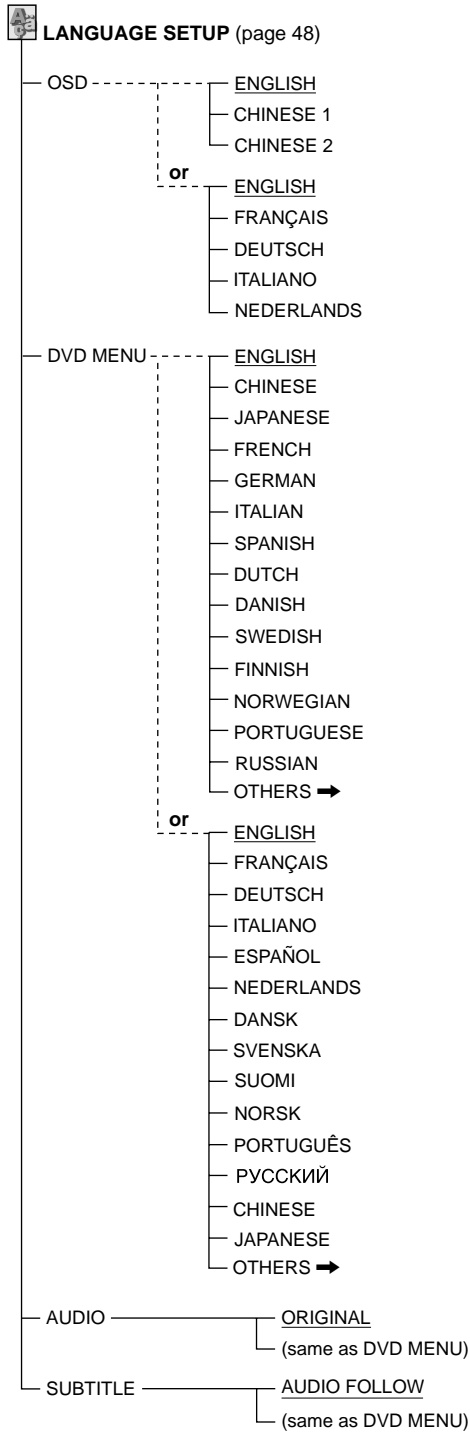 LANGUAGE SETUP (page 48)
OSD
ENGLISH
CHINESE 1
CHINESE 2
or
ENGLISH
FRANÇAIS
DEUTSCH
ITALIANO
NEDERLANDS
DVD MENU
ENGLISH
CHINESE
JAPANESE
FRENCH
GERMAN
ITALIAN
SPANISH
DUTCH
DANISH
SWEDISH
FINNISH
NORWEGIAN
PORTUGUESE
RUSSIAN
OTHERS ➡
or
ENGLISH
FRANÇAIS
DEUTSCH
ITALIANO
ESPAÑOL
NEDERLANDS
DANSK
SVENSKA
SUOMI
NORSK
PORTUGUÊS
РУССКИЙ
CHINESE
JAPANESE
OTHERS ➡
AUDIO
ORIGINAL
(same as DVD MENU)
SUBTITLE
AUDIO FOLLOW
(same as DVD MENU)